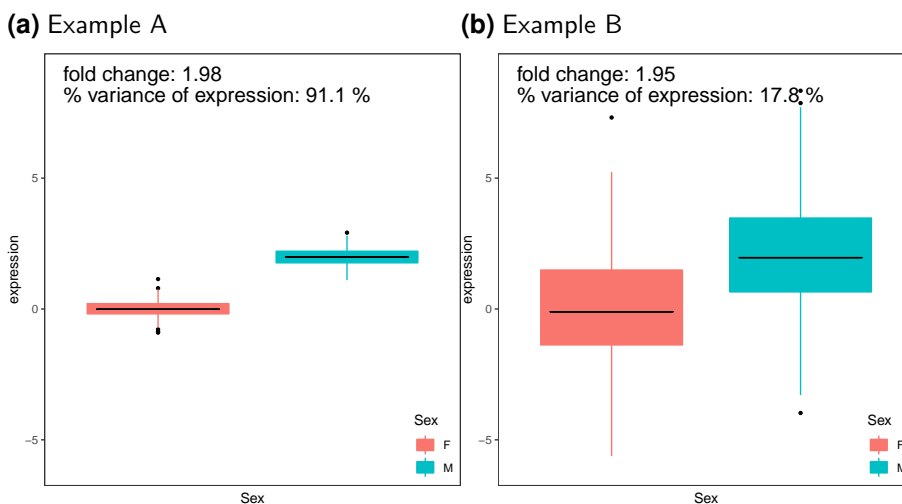 (a) Example A
fold change: 1.98
% variance of expression: 91.1 %
5
0
−5
expression
Sex
Sex
F
M
(b) Example B
fold change: 1.95
% variance of expression: 17.8 %
5
0
−5
expression
Sex
Sex
F
M